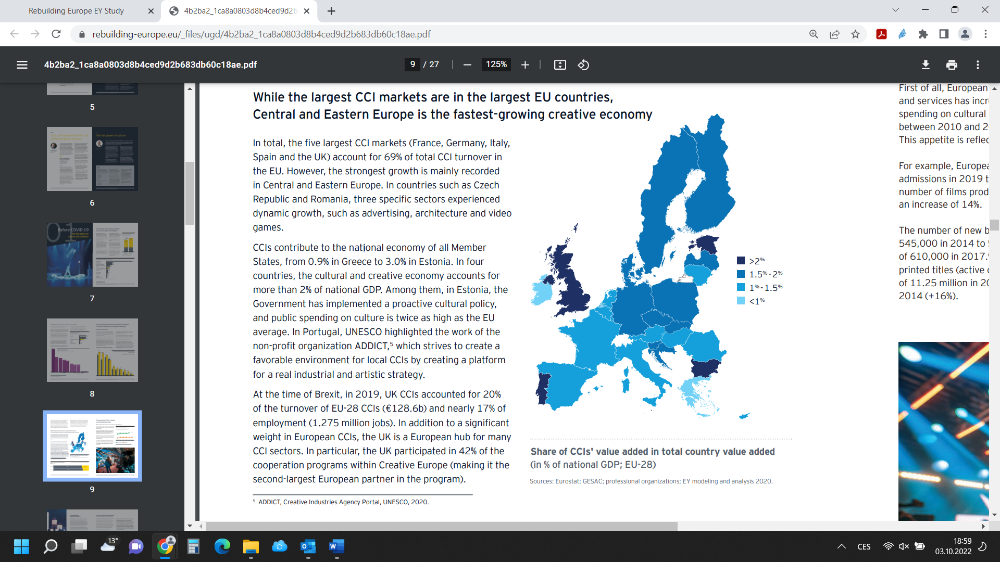 Rebuilding Europe EY Study
4b2ba2_1ca8a0803d8b4ced9d2b
rebuilding-europe.eu/_files/ugd/4b2ba2_1ca8a0803d8b4ced9d2b683db60c18ae.pdf
4b2ba2_1ca8a0803d8b4ced9d2b683db60c18ae.pdf
9 / 27
125%
5
6
7
8
9
01
Before COVID-19
While the largest CCI markets are in the largest EU countries,
Central and Eastern Europe is the fastest-growing creative economy
In total, the five largest CCI markets (France, Germany, Italy,
Spain and the UK) account for 69% of total CCI turnover in
the EU. However, the strongest growth is mainly recorded
in Central and Eastern Europe. In countries such as Czech
Republic and Romania, three specific sectors experienced
dynamic growth, such as advertising, architecture and video
games.
CCIs contribute to the national economy of all Member
States, from 0.9% in Greece to 3.0% in Estonia. In four
countries, the cultural and creative economy accounts for
more than 2% of national GDP. Among them, in Estonia, the
Government has implemented a proactive cultural policy,
and public spending on culture is twice as high as the EU
average. In Portugal, UNESCO highlighted the work of the
non-profit organization ADDICT,⁵ which strives to create a
favorable environment for local CCIs by creating a platform
for a real industrial and artistic strategy.
At the time of Brexit, in 2019, UK CCIs accounted for 20%
of the turnover of EU-28 CCIs (€128.6b) and nearly 17% of
employment (1.275 million jobs). In addition to a significant
weight in European CCIs, the UK is a European hub for many
CCI sectors. In particular, the UK participated in 42% of the
cooperation programs within Creative Europe (making it the
second-largest European partner in the program).
⁵ ADDICT, Creative Industries Agency Portal, UNESCO, 2020.
>2%
1.5%-2%
1%-1.5%
<1%
Share of CCIs' value added in total country value added
(in % of national GDP; EU-28)
Sources: Eurostat; GESAC; professional organizations; EY modeling and analysis 2020.
First of all, European
and services has incr
spending on cultural
between 2010 and 2
This appetite is reflec
For example, Europea
admissions in 2019 t
number of films prod
an increase of 14%.
The number of new b
545,000 in 2014 to
of 610,000 in 2017.
printed titles (active
of 11.25 million in 20
2014 (+16%).
13°
CES
18:59
03.10.2022